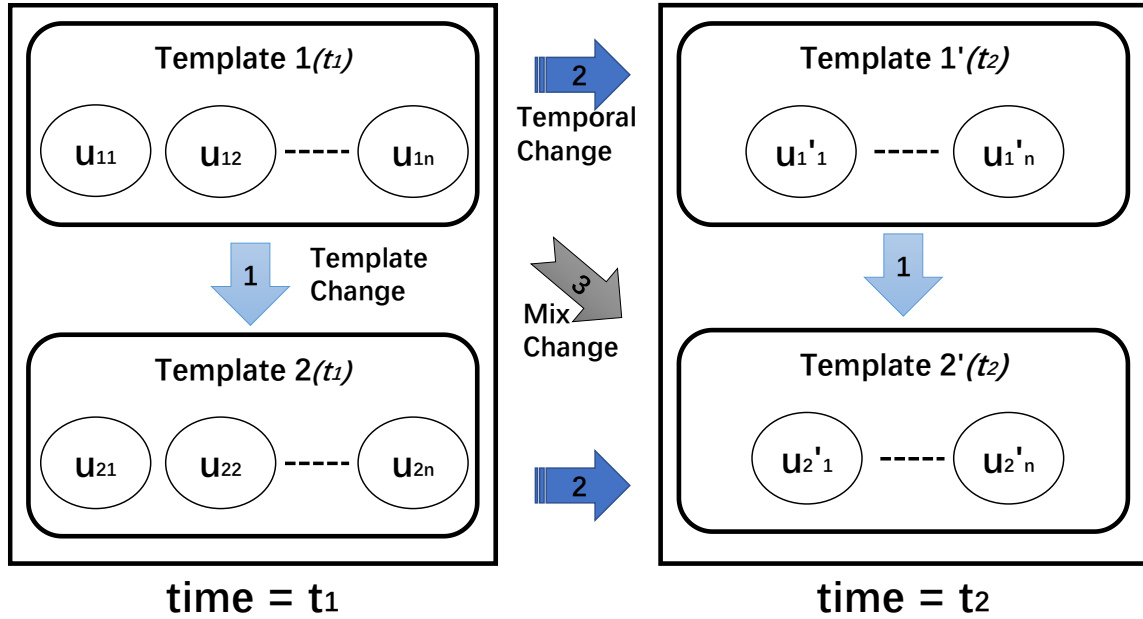 Template 1(t1)
u11 u12 ----- u1n
2
Temporal
Change
Template 1'(t2)
u1'1 ----- u1'n
1
Template
Change
3
Mix
Change
1
Template 2(t1)
u21 u22 ----- u2n
2
Template 2'(t2)
u2'1 ----- u2'n
time = t1
time = t2